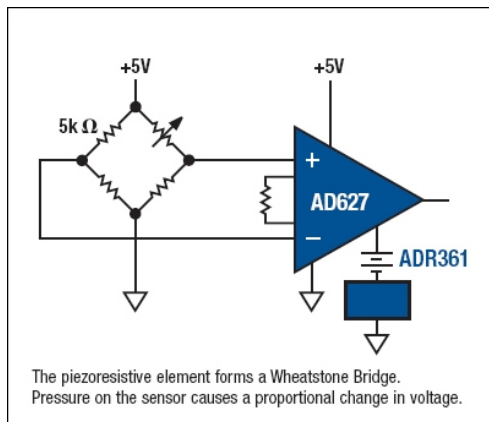 +5V
+5V
5k Ω
+
AD627
−
ADR361
The piezoresistive element forms a Wheatstone Bridge.
Pressure on the sensor causes a proportional change in voltage.